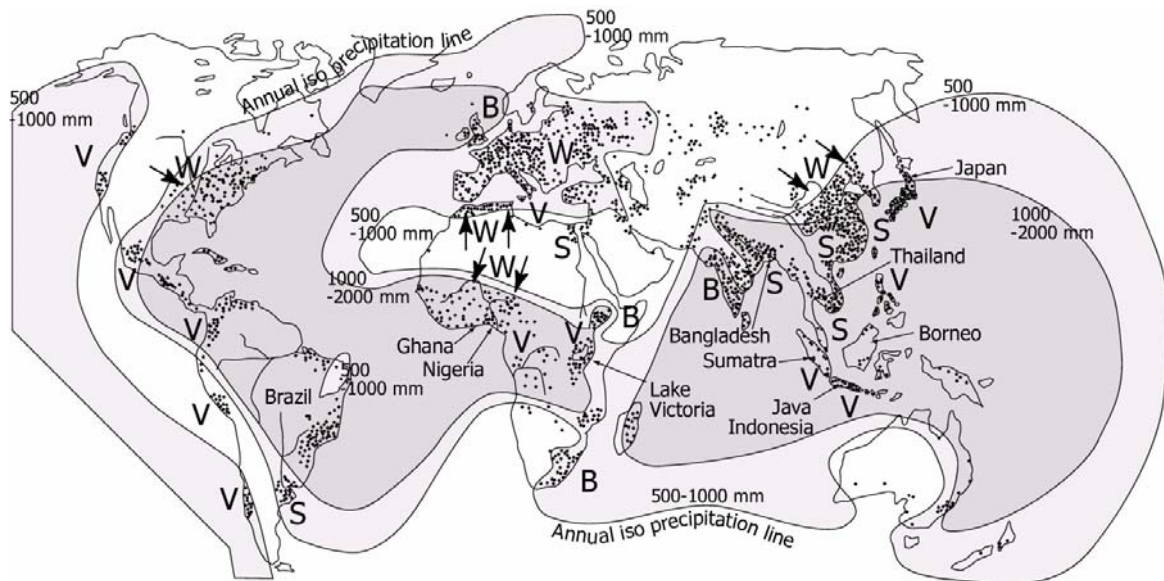 500
-1000 mm
Annual iso precipitation line
500
-1000 mm
500
-1000 mm
B
V
W
W
W
Japan
V
500
-1000 mm
W
V
S
S
S
1000
-2000 mm
Thailand
V
1000
-2000 mm
W
B
B
V
Bangladesh
S
Borneo
V
Ghana
V
Sumatra
Nigeria
V
500
-1000 mm
Brazil
Lake
Victoria
V
V
Java
Indonesia
V
V
S
B
500-1000 mm
Annual iso precipitation line